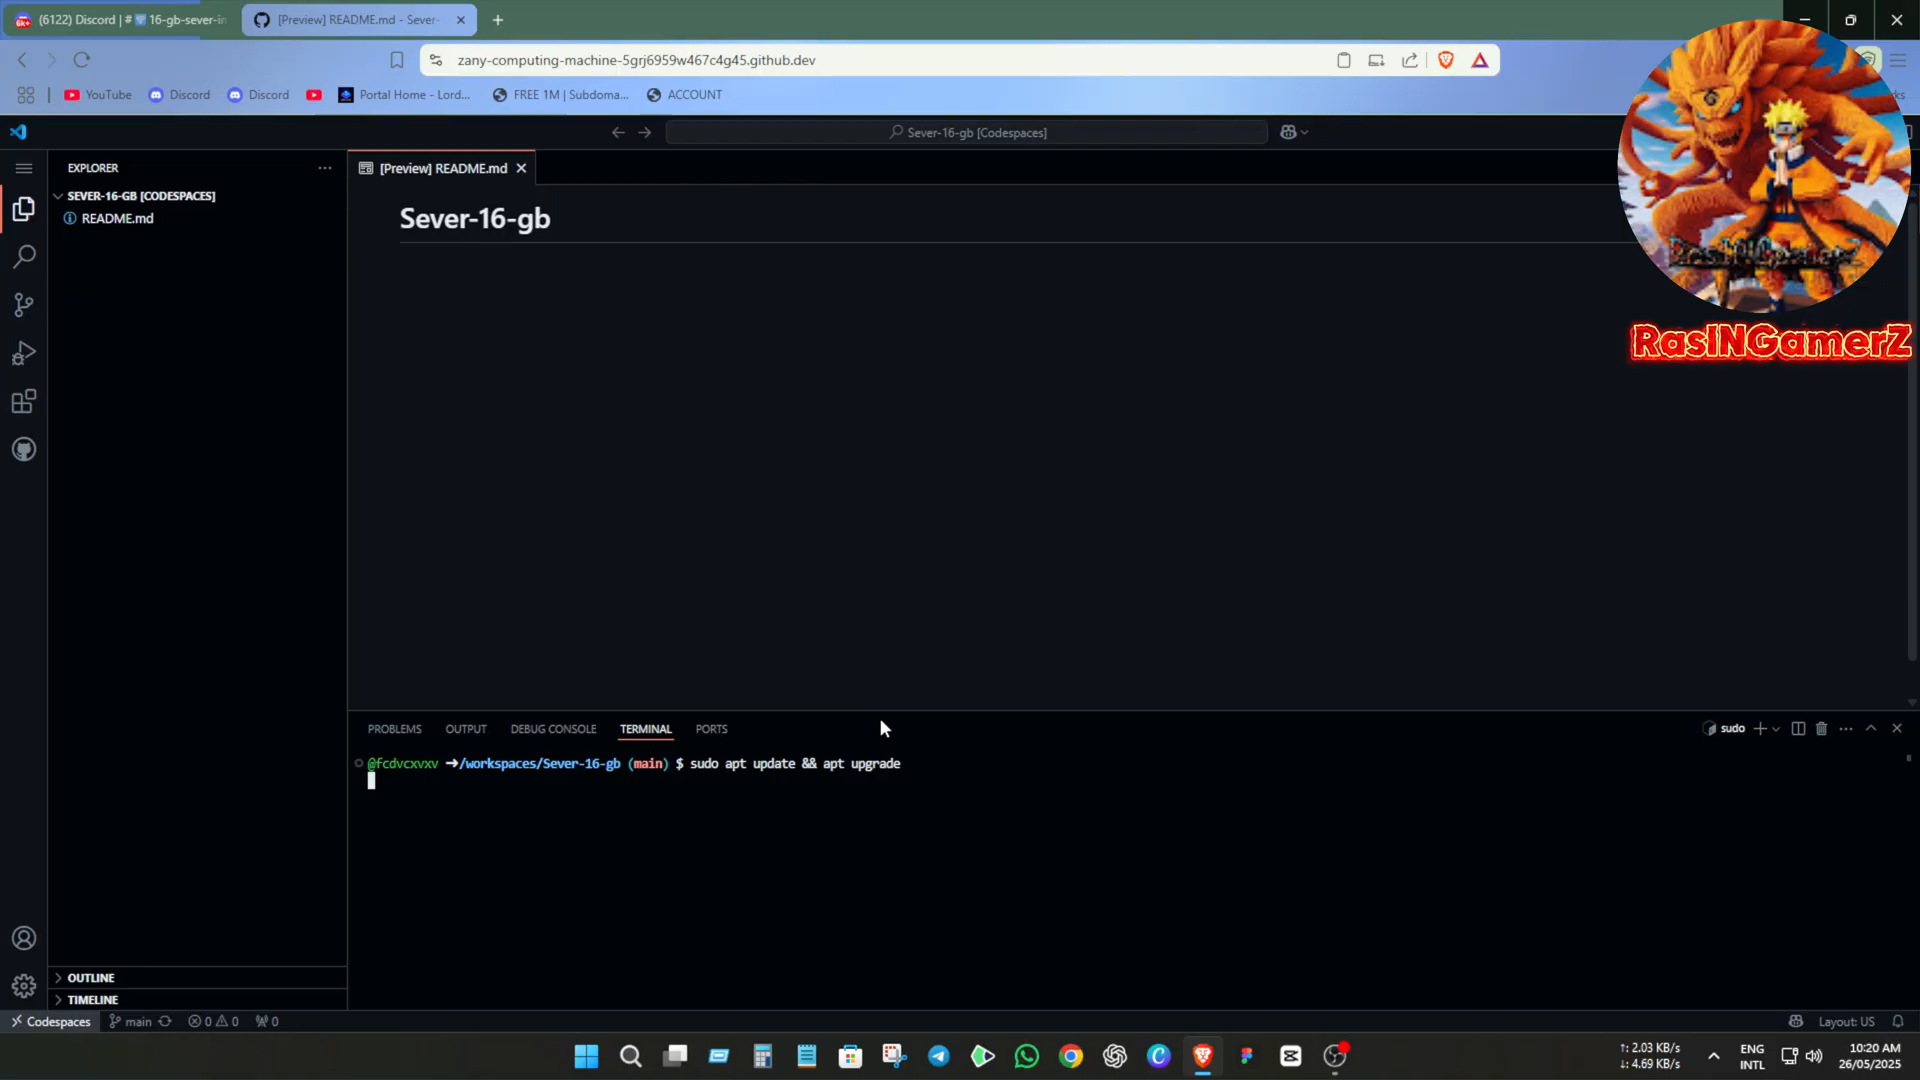 (6122) Discord | # 16-gb-sever-in
[Preview] README.md - Sever-
zany-computing-machine-5grj6959w467c4g45.github.dev
YouTube
Discord
Discord
Portal Home - Lord...
FREE 1M | Subdoma...
ACCOUNT
Sever-16-gb [Codespaces]
EXPLORER
[Preview] README.md
SEVER-16-GB [CODESPACES]
README.md
Sever-16-gb
RasINGamerZ
PROBLEMS
OUTPUT
DEBUG CONSOLE
TERMINAL
PORTS
sudo
@fcdvcxvxv ➜/workspaces/Sever-16-gb (main) $ sudo apt update && apt upgrade
OUTLINE
TIMELINE
Codespaces
main
0
0
0
Layout: US
↑: 2.03 KB/s
↓: 4.69 KB/s
ENG
INTL
10:20 AM
26/05/2025